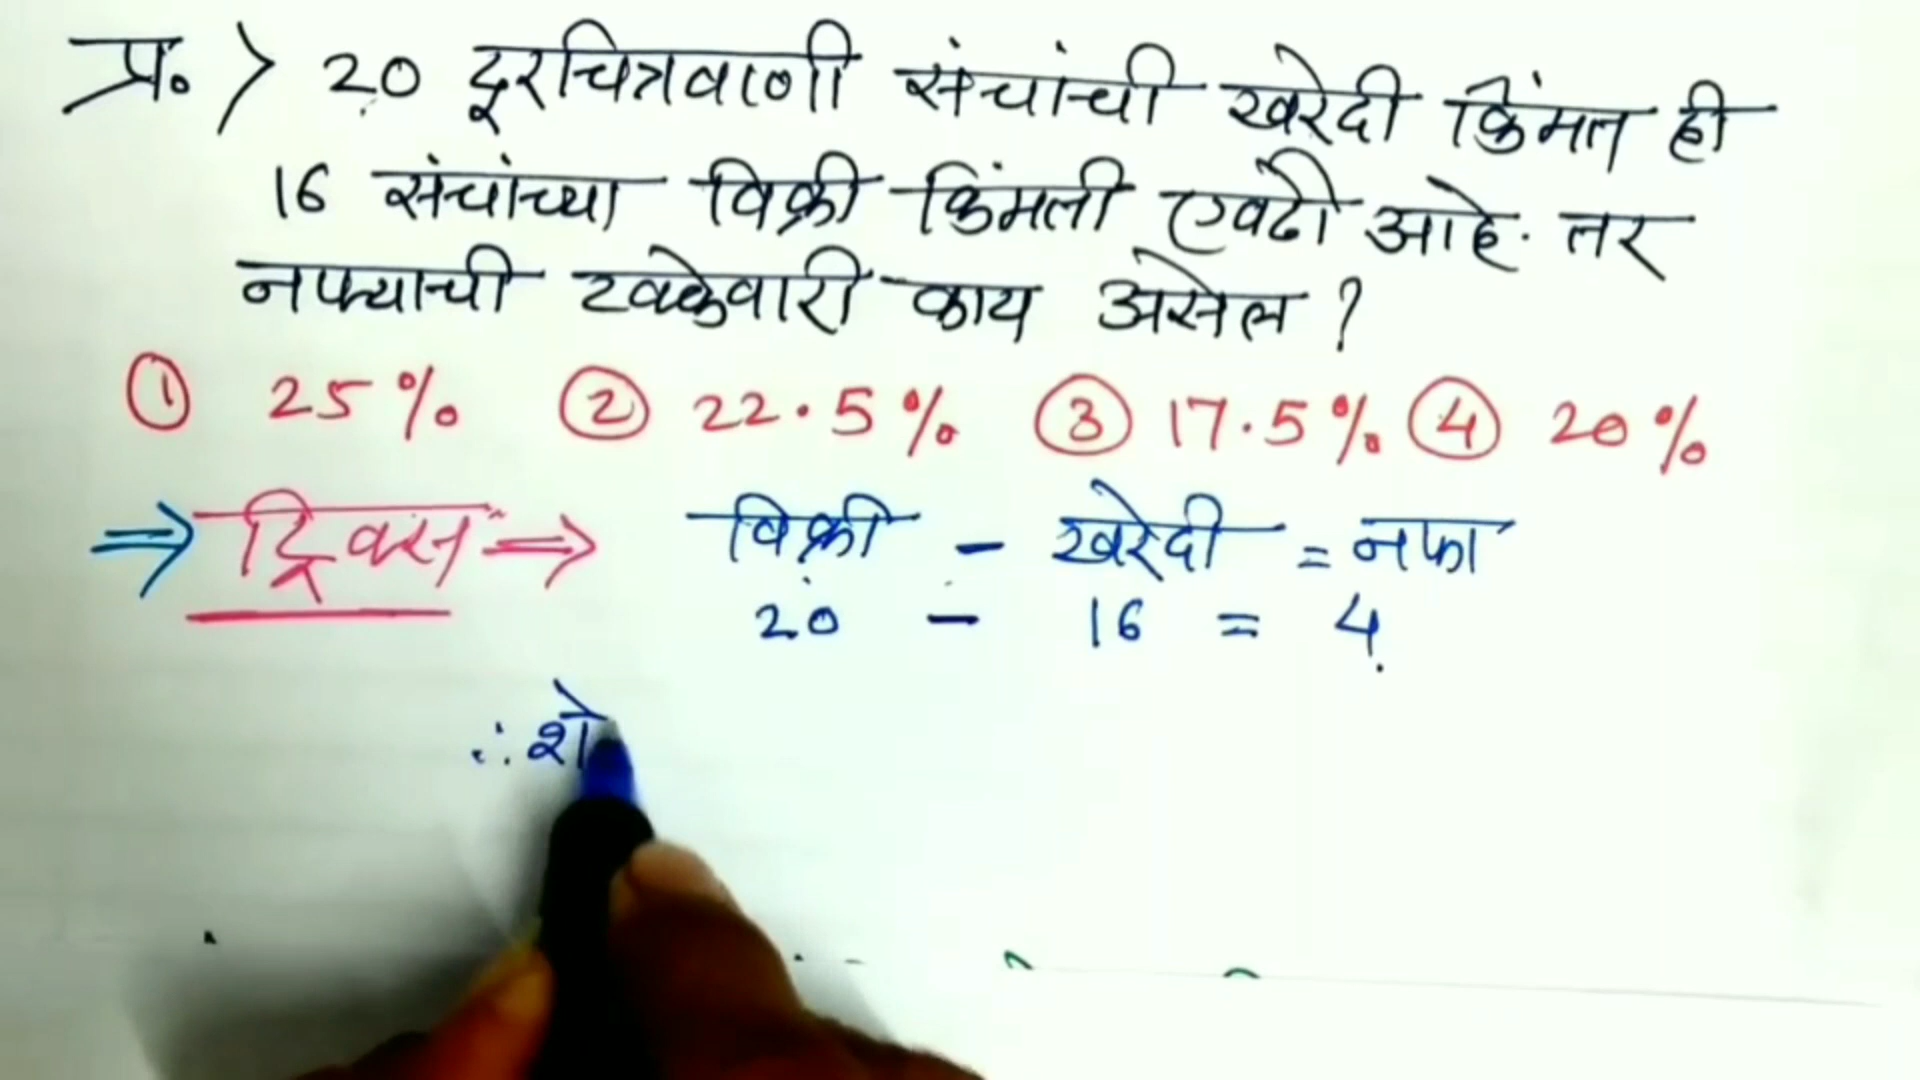 प्र.> 20 दूरचित्रवाणी संचांची खरेदी किंमत ही
16 संचांच्या विक्री किंमती एवढी आहे. तर
नफ्याची टक्केवारी काय असेल ?
① 25% ② 22.5% ③ 17.5% ④ 20%
⇒ ट्रिक्स ⇒ विक्री - खरेदी = नफा
20 - 16 = 4
∴ शे